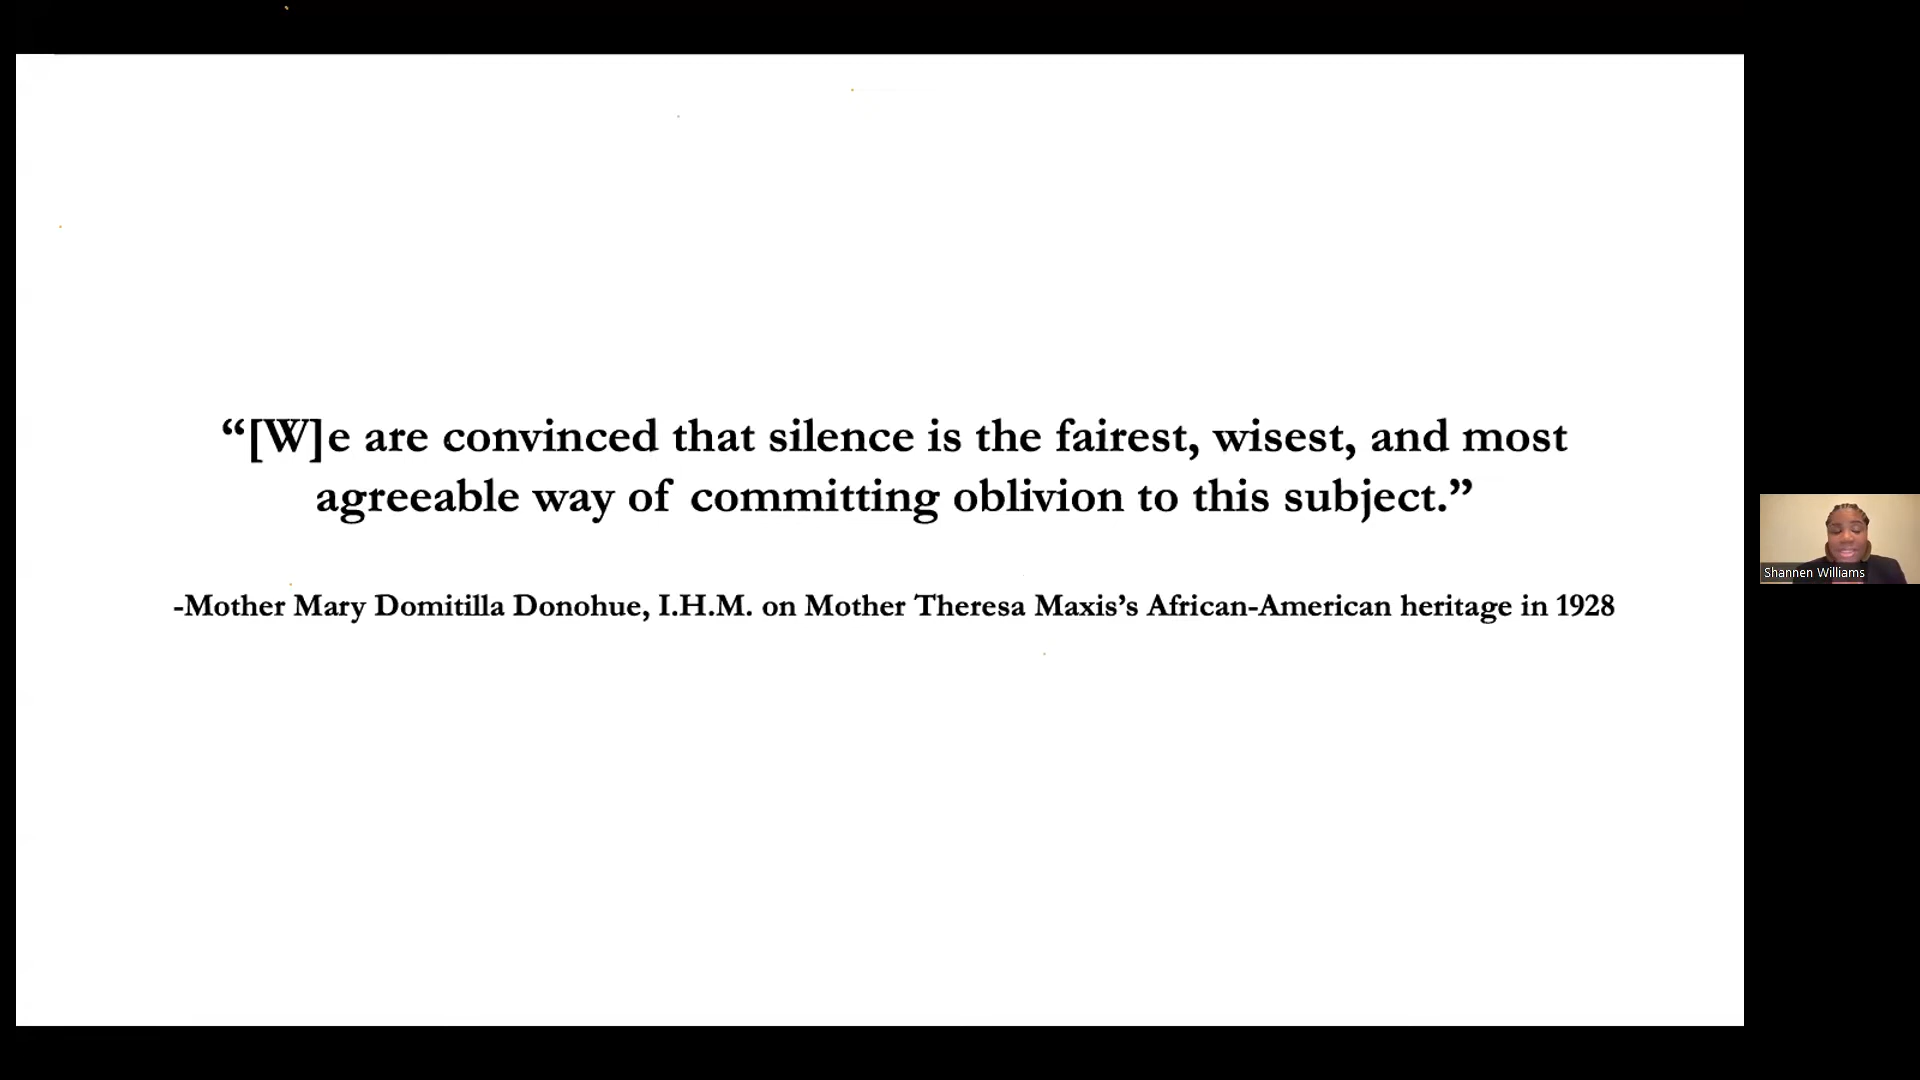 “[W]e are convinced that silence is the fairest, wisest, and most
agreeable way of committing oblivion to this subject.”
-Mother Mary Domitilla Donohue, I.H.M. on Mother Theresa Maxis’s African-American heritage in 1928
Shannen Williams